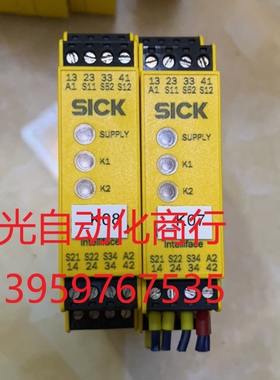 13 23 33 41
A1 S11 S52 S12
SICK
SUPPLY
K1
K2
K08
Intelliface
S21 S22 S34 A2
14 24 34 42
13 23 33 41
A1 S11 S52 S12
SICK
SUPPLY
K1
K2
K07
Intelliface
S21 S22 S34 A2
14 24 34 42
光自动化商行
3959767535